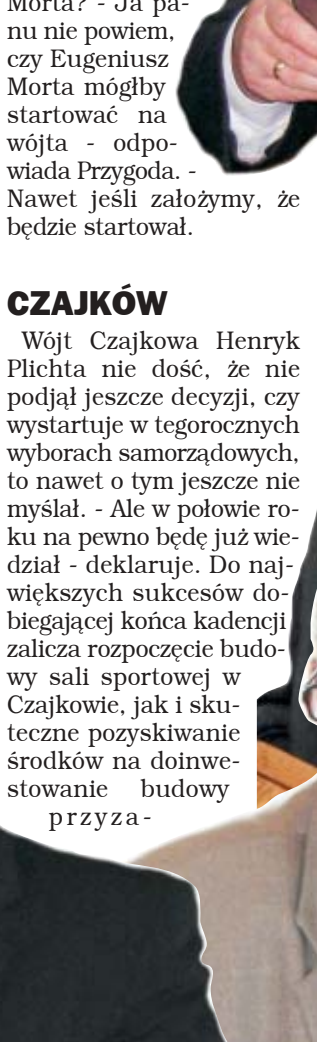 Morta? - Ja pa-
nu nie powiem,
czy Eugeniusz
Morta mógłby
startować na
wójta - odpo-
wiada Przygoda. -
Nawet jeśli założymy, że
będzie startował.
CZAJKÓW
Wójt Czajkowa Henryk
Plichta nie dość, że nie
podjął jeszcze decyzji, czy
wystartuje w tegorocznych
wyborach samorządowych,
to nawet o tym jeszcze nie
myślał. - Ale w połowie ro-
ku na pewno będę już wie-
dział - deklaruje. Do naj-
większych sukcesów do-
biegającej końca kadencji
zalicza rozpoczęcie budo-
wy sali sportowej w
Czajkowie, jak i sku-
teczne pozyskiwanie
środków na doinwe-
stowanie budowy
przyza-